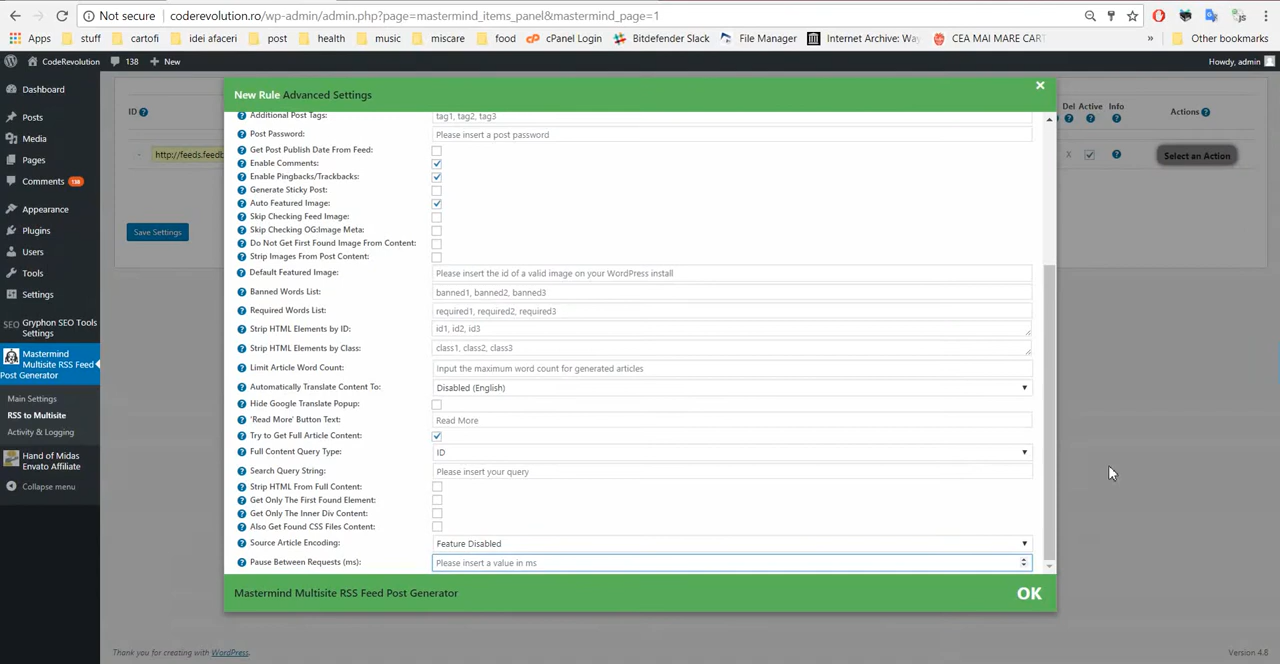 Not secure | coderevolution.ro/wp-admin/admin.php?page=mastermind_items_panel&mastermind_page=1
Apps stuff cartofi idei afaceri post health music miscare food cPanel Login Bitdefender Slack File Manager Internet Archive: Way CEA MAI MARE CART » Other bookmarks
CodeRevolution 138 + New Howdy, admin
Dashboard
Posts
Media
Pages
Comments 138
Appearance
Plugins
Users
Tools
Settings
SEO Gryphon SEO Tools
Settings
Mastermind
Multisite RSS Feed
Post Generator
Main Settings
RSS to Multisite
Activity & Logging
Hand of Midas
Envato Affiliate
Collapse menu
ID
Del Active Info Actions
- http://feeds.feedb
X
Select an Action
Save Settings
New Rule Advanced Settings
×
Additional Post Tags: tag1, tag2, tag3
Post Password: Please insert a post password
Get Post Publish Date From Feed:
Enable Comments:
Enable Pingbacks/Trackbacks:
Generate Sticky Post:
Auto Featured Image:
Skip Checking Feed Image:
Skip Checking OG:Image Meta:
Do Not Get First Found Image From Content:
Strip Images From Post Content:
Default Featured Image: Please insert the id of a valid image on your WordPress install
Banned Words List: banned1, banned2, banned3
Required Words List: required1, required2, required3
Strip HTML Elements by ID: id1, id2, id3
Strip HTML Elements by Class: class1, class2, class3
Limit Article Word Count: Input the maximum word count for generated articles
Automatically Translate Content To: Disabled (English)
Hide Google Translate Popup:
'Read More' Button Text: Read More
Try to Get Full Article Content:
Full Content Query Type: ID
Search Query String: Please insert your query
Strip HTML From Full Content:
Get Only The First Found Element:
Get Only The Inner Div Content:
Also Get Found CSS Files Content:
Source Article Encoding: Feature Disabled
Pause Between Requests (ms): Please insert a value in ms
Mastermind Multisite RSS Feed Post Generator OK
Thank you for creating with WordPress. Version 4.8